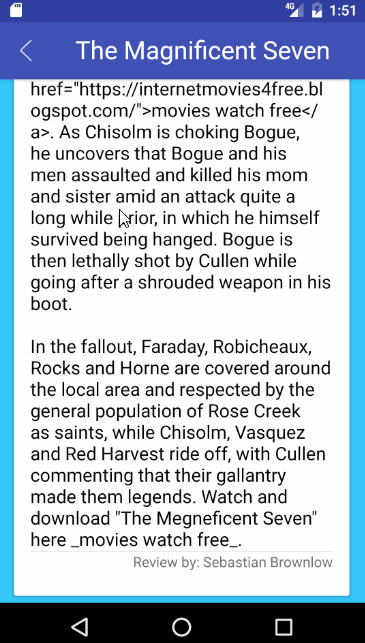 4G 1:51
The Magnificent Seven
href="https://internetmovies4free.bl
ogspot.com/">movies watch free</
a>. As Chisolm is choking Bogue,
he uncovers that Bogue and his
men assaulted and killed his mom
and sister amid an attack quite a
long while prior, in which he himself
survived being hanged. Bogue is
then lethally shot by Cullen while
going after a shrouded weapon in his
boot.
In the fallout, Faraday, Robicheaux,
Rocks and Horne are covered around
the local area and respected by the
general population of Rose Creek
as saints, while Chisolm, Vasquez
and Red Harvest ride off, with Cullen
commenting that their gallantry
made them legends. Watch and
download "The Megneficent Seven"
here _movies watch free_.
Review by: Sebastian Brownlow